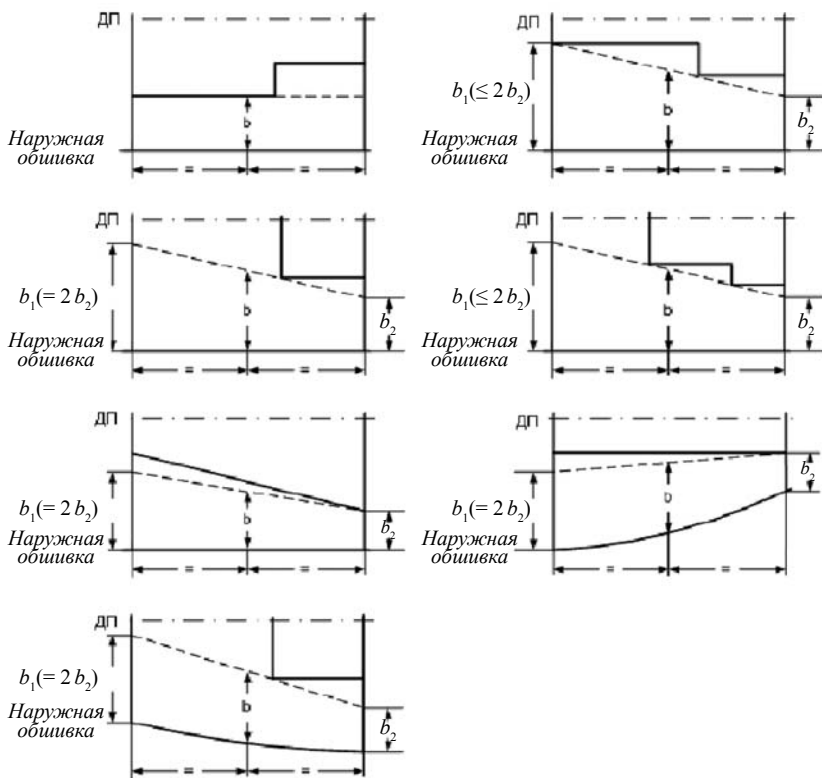 ДП
b
Наружная
обшивка
=
=
ДП
b₁(≤ 2 b₂)
b
b₂
Наружная
обшивка
=
=
ДП
b₁(= 2 b₂)
b
b₂
Наружная
обшивка
=
=
ДП
b₁(≤ 2 b₂)
b
b₂
Наружная
обшивка
=
=
ДП
b₁(= 2 b₂)
b
b₂
Наружная
обшивка
=
=
ДП
b₂
b₁(= 2 b₂)
b
Наружная
обшивка
=
=
ДП
b₁(= 2 b₂)
Наружная
обшивка
b
b₂
=
=